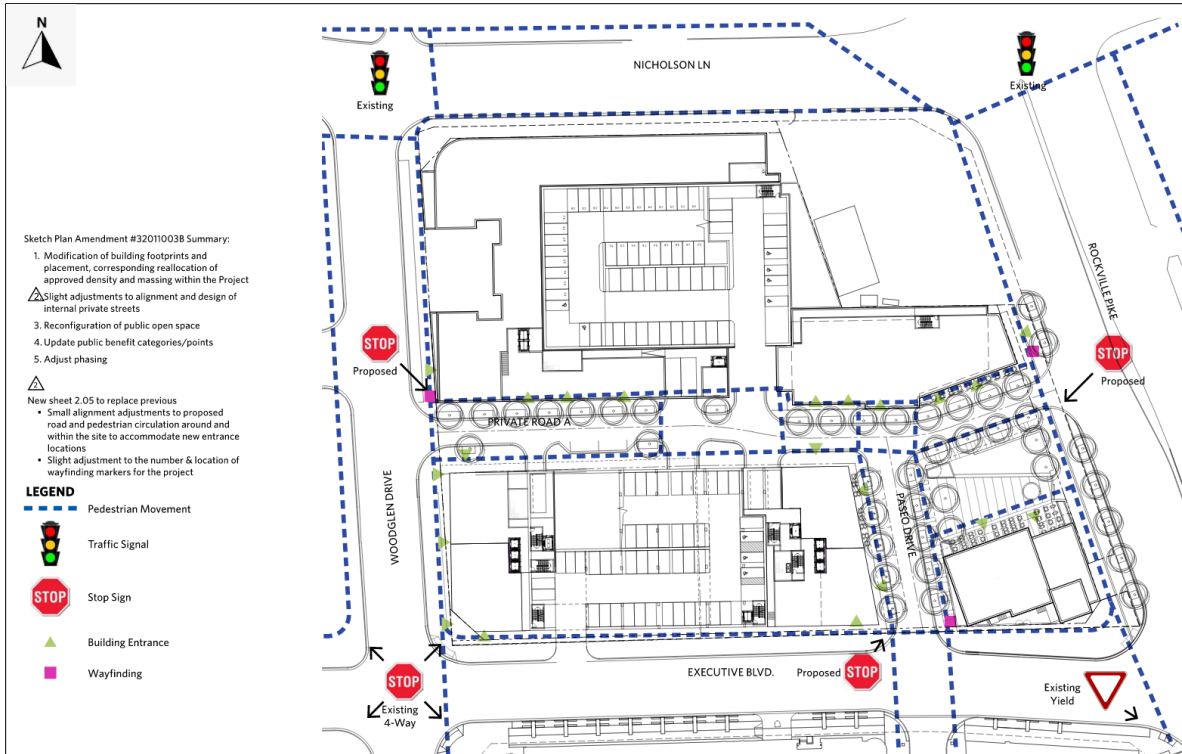 N
NICHOLSON LN
Existing
Existing
Sketch Plan Amendment #32011003B Summary:
1. Modification of building footprints and
placement, corresponding reallocation of
approved density and massing within the Project
2 Slight adjustments to alignment and design of
internal private streets
3. Reconfiguration of public open space
4. Update public benefit categories/points
5. Adjust phasing
2
New sheet 2.05 to replace previous
• Small alignment adjustments to proposed
road and pedestrian circulation around and
within the site to accommodate new entrance
locations
• Slight adjustment to the number & location of
wayfinding markers for the project
LEGEND
Pedestrian Movement
Traffic Signal
STOP
Stop Sign
Building Entrance
Wayfinding
ROCKVILLE PIKE
STOP
Proposed
STOP
Proposed
PRIVATE ROAD A
WOODGLEN DRIVE
PASEO DRIVE
EXECUTIVE BLVD.
Proposed
STOP
STOP
Existing
4-Way
Existing
Yield